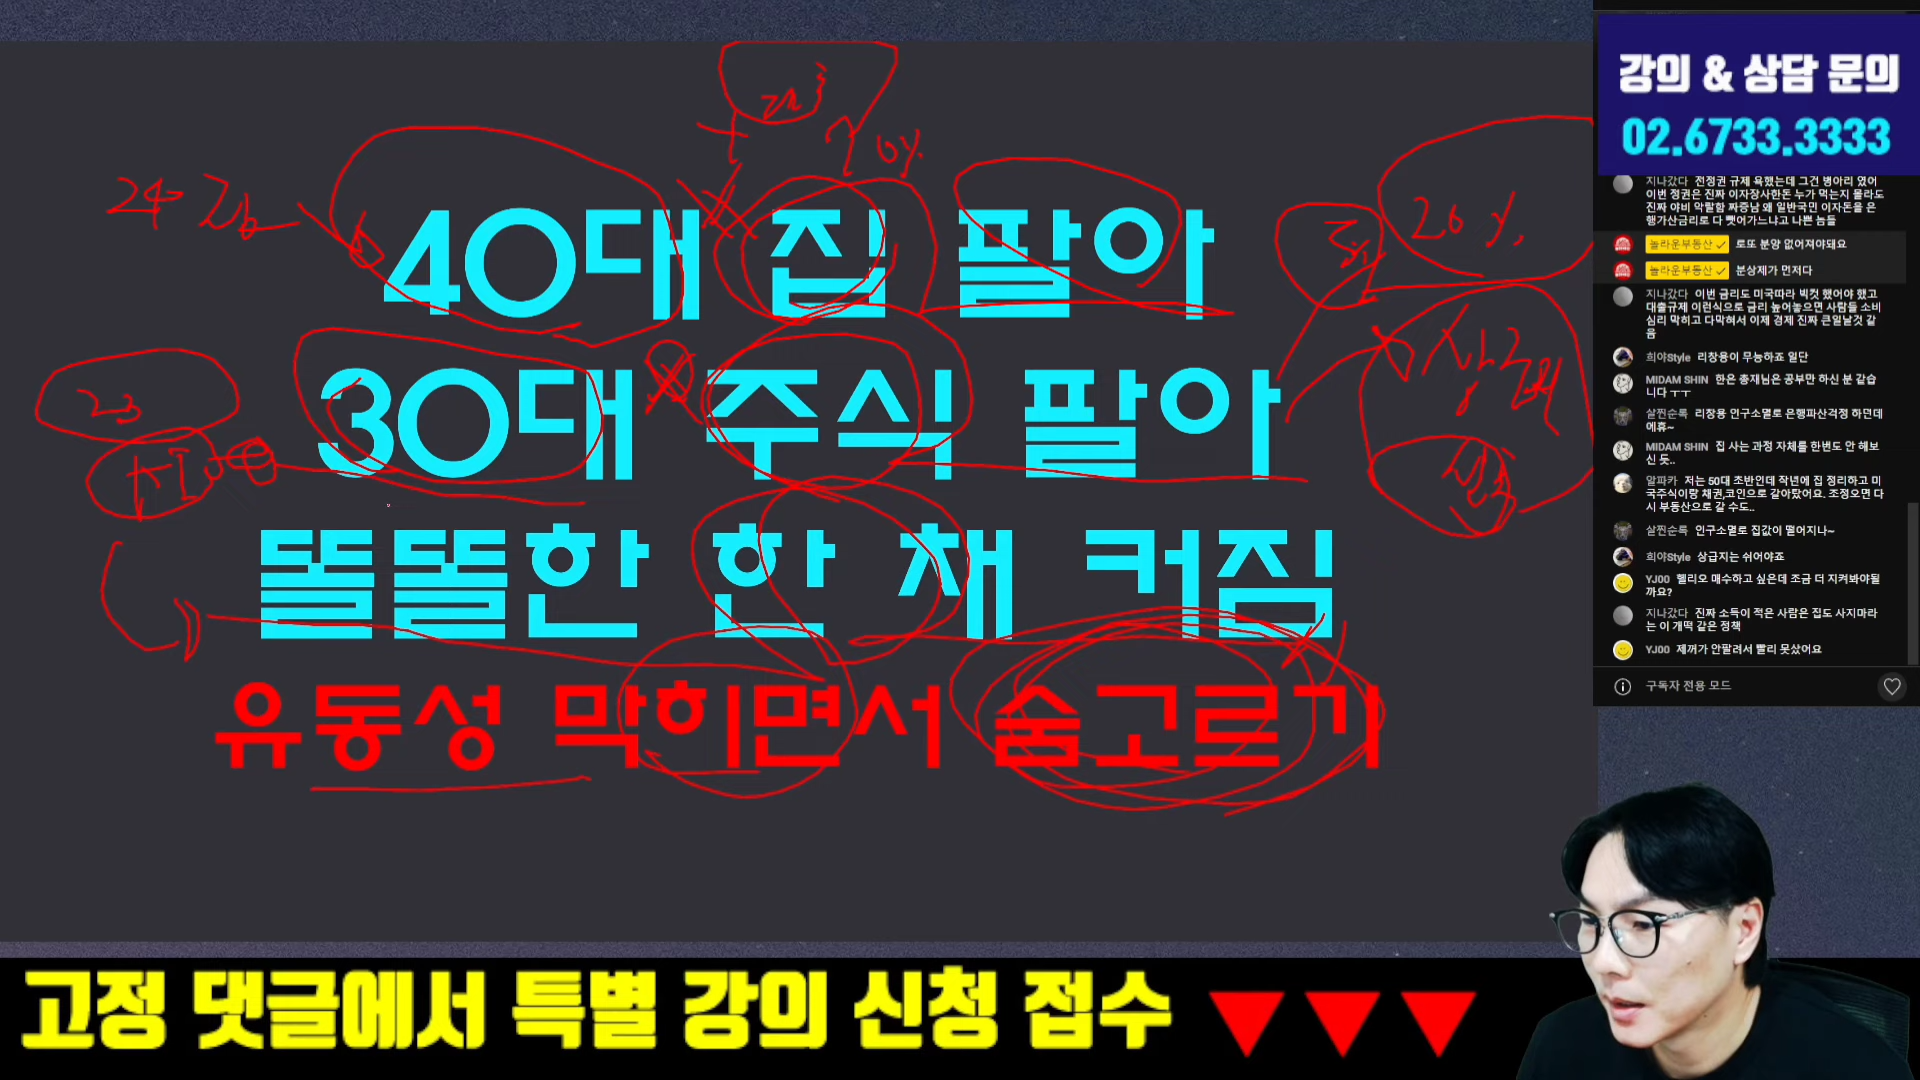 40대 집 팔아
30대 주식 팔아
똘똘한 한 채 커짐
유동성 막히면서 숨고르기
고정 댓글에서 특별 강의 신청 접수
강의 & 상담 문의
02.6733.3333
지나갔다 전정권 규제 욕했는데 그건 병아리 였어
이번 정권은 진짜 이자장사한돈 누가 먹는지 몰라도
진짜 야비 악랄함 짜증남 왜 일반국민 이자돈을 은
행가산금리로 다 뺏어가느냐고 나쁜 놈들
놀라운부동산 로또 분양 없어져야돼요
놀라운부동산 분상제가 먼저다
지나갔다 이번 금리도 미국따라 빅컷 했어야 했고
대출규제 이런식으로 금리 높여놓으면 사람들 소비
심리 막히고 다막혀서 이제 경제 진짜 큰일날것 같
음
희야Style 리창용이 무능하죠 일단
MIDAM SHIN 한은 총재님은 공부만 하신 분 같습
니다 ㅜㅜ
살찐순록 리창용 인구소멸로 은행파산걱정 하던데
에휴~
MIDAM SHIN 집 사는 과정 자체를 한번도 안 해보
신 듯..
알파카 저는 50대 초반인데 작년에 집 정리하고 미
국주식이랑 채권,코인으로 갈아탔어요. 조정오면 다
시 부동산으로 갈 수도..
살찐순록 인구소멸로 집값이 떨어지나~
희야Style 상급지는 쉬어야죠
YJ00 헬리오 매수하고 싶은데 조금 더 지켜봐야될
까요?
지나갔다 진짜 소득이 적은 사람은 집도 사지마라
는 이 개떡 같은 정책
YJ00 제꺼가 안팔려서 빨리 못샀어요
구독자 전용 모드